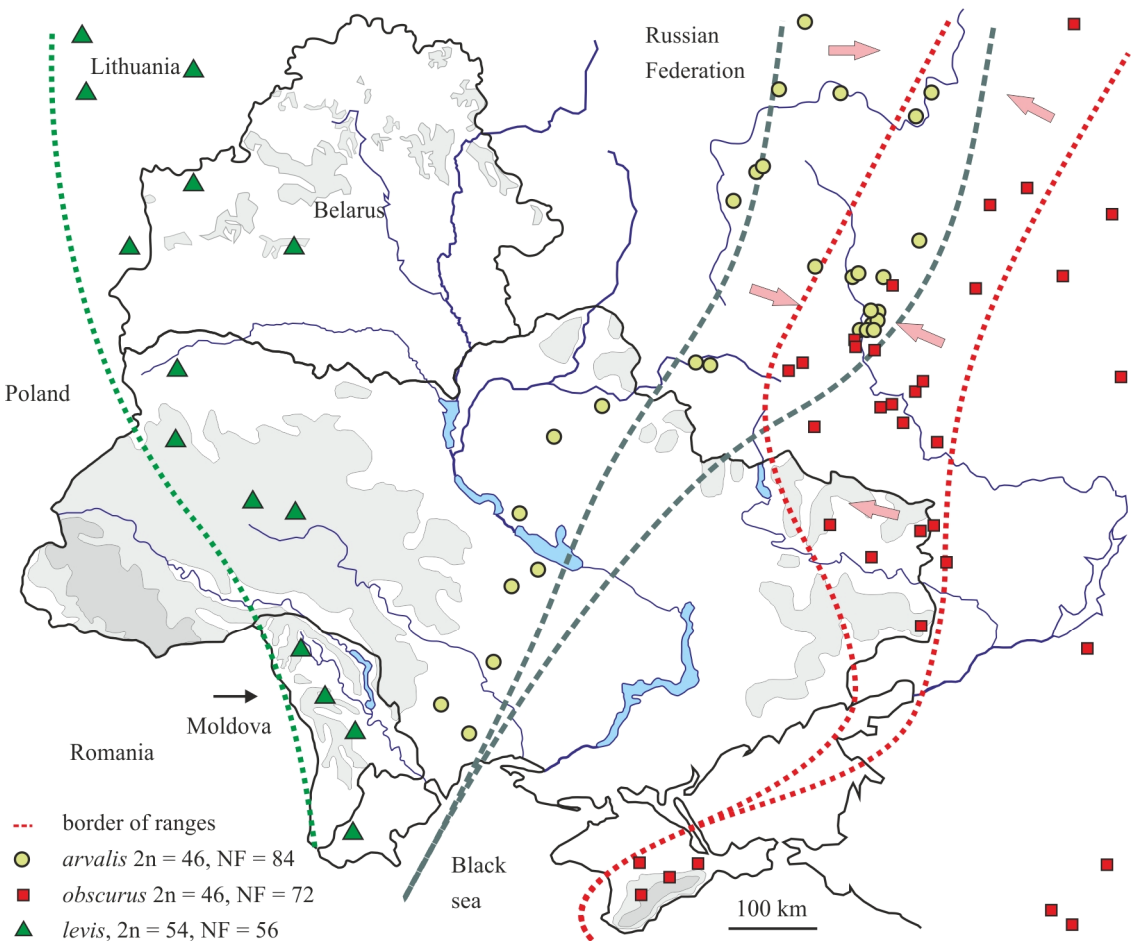 Russian
Federation
Lithuania
Belarus
Poland
Moldova
Romania
border of ranges
arvalis 2n = 46, NF = 84
obscurus 2n = 46, NF = 72
levis, 2n = 54, NF = 56
Black
sea
100 km